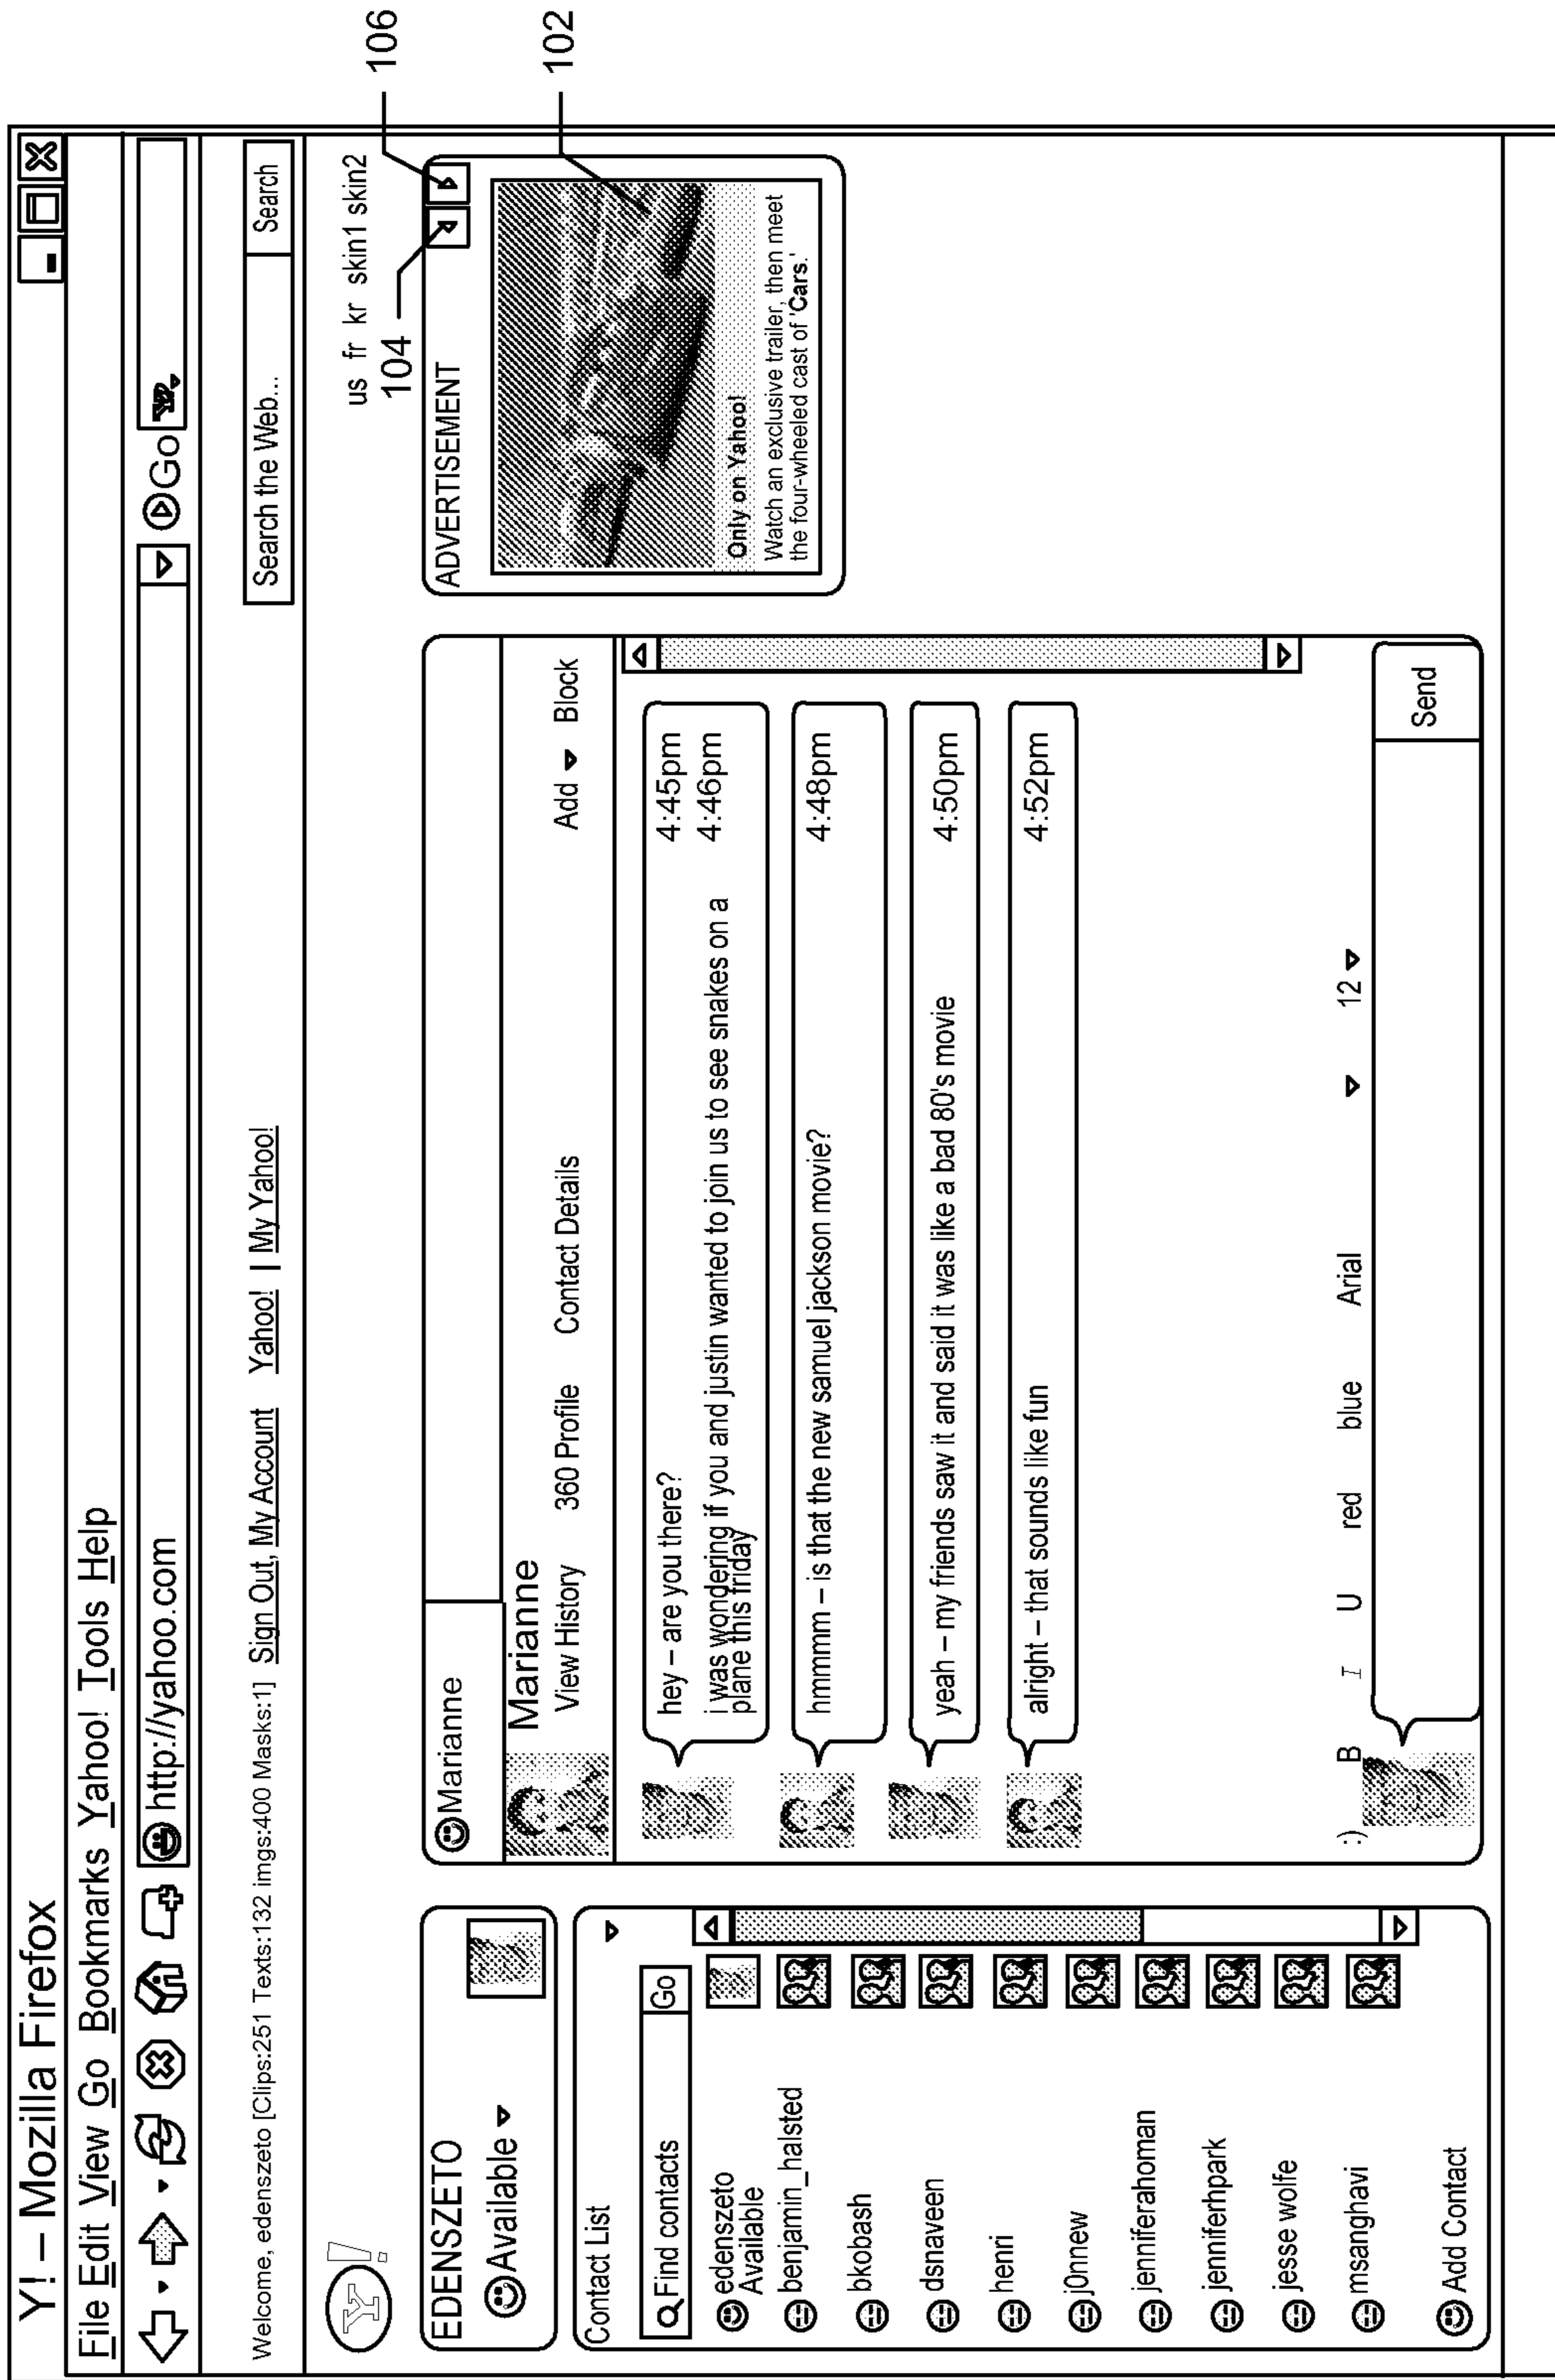 Y! – Mozilla Firefox
File Edit View Go Bookmarks Yahoo! Tools Help
http://yahoo.com Go
Welcome, edenszeto [Clips:251 Texts:132 imgs:400 Masks:1] Sign Out, My Account Yahoo! | My Yahoo! Search the Web... Search
Y!
us fr kr skin1 skin2
106
104
102
EDENSZETO
Available
Contact List
Find contacts Go
edenszeto
Available
benjamin_halsted
bkobash
dsnaveen
henri
j0nnew
jenniferahoman
jenniferhpark
jesse wolfe
msanghavi
Add Contact
Marianne
Marianne
View History 360 Profile Contact Details Add Block
hey – are you there? 4:45pm
i was wondering if you and justin wanted to join us to see snakes on a 4:46pm
plane this friday
hmmmm – is that the new samuel jackson movie? 4:48pm
yeah – my friends saw it and said it was like a bad 80's movie 4:50pm
alright – that sounds like fun 4:52pm
:) B I U red blue Arial 12
Send
ADVERTISEMENT
Only on Yahoo!
Watch an exclusive trailer, then meet
the four-wheeled cast of 'Cars.'